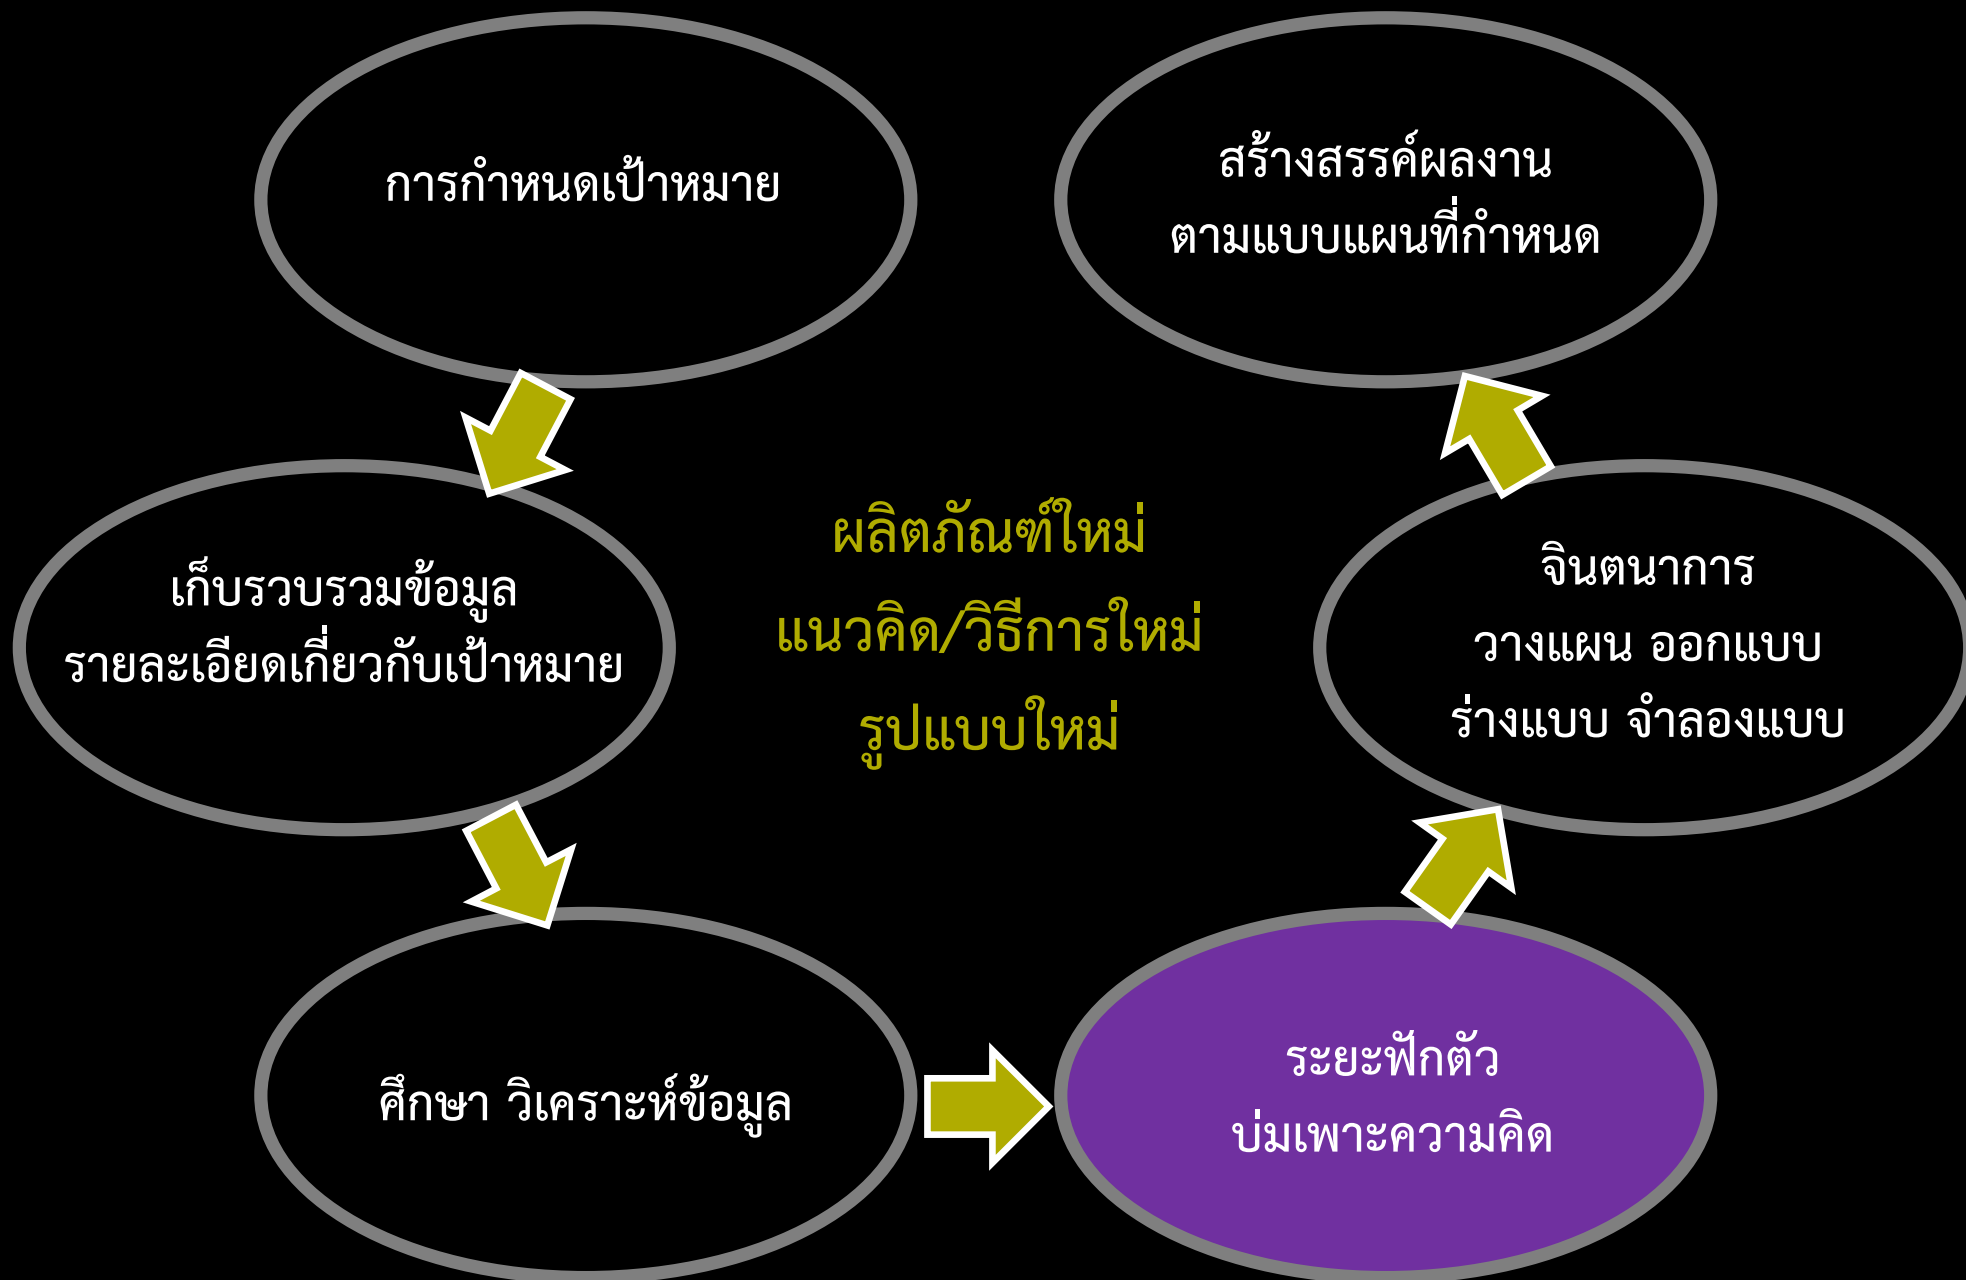 การกำหนดเป้าหมาย
เก็บรวบรวมข้อมูล
รายละเอียดเกี่ยวกับเป้าหมาย
ศึกษา วิเคราะห์ข้อมูล
ระยะฟักตัว
บ่มเพาะความคิด
จินตนาการ
วางแผน ออกแบบ
ร่างแบบ จำลองแบบ
สร้างสรรค์ผลงาน
ตามแบบแผนที่กำหนด
ผลิตภัณฑ์ใหม่
แนวคิด/วิธีการใหม่
รูปแบบใหม่